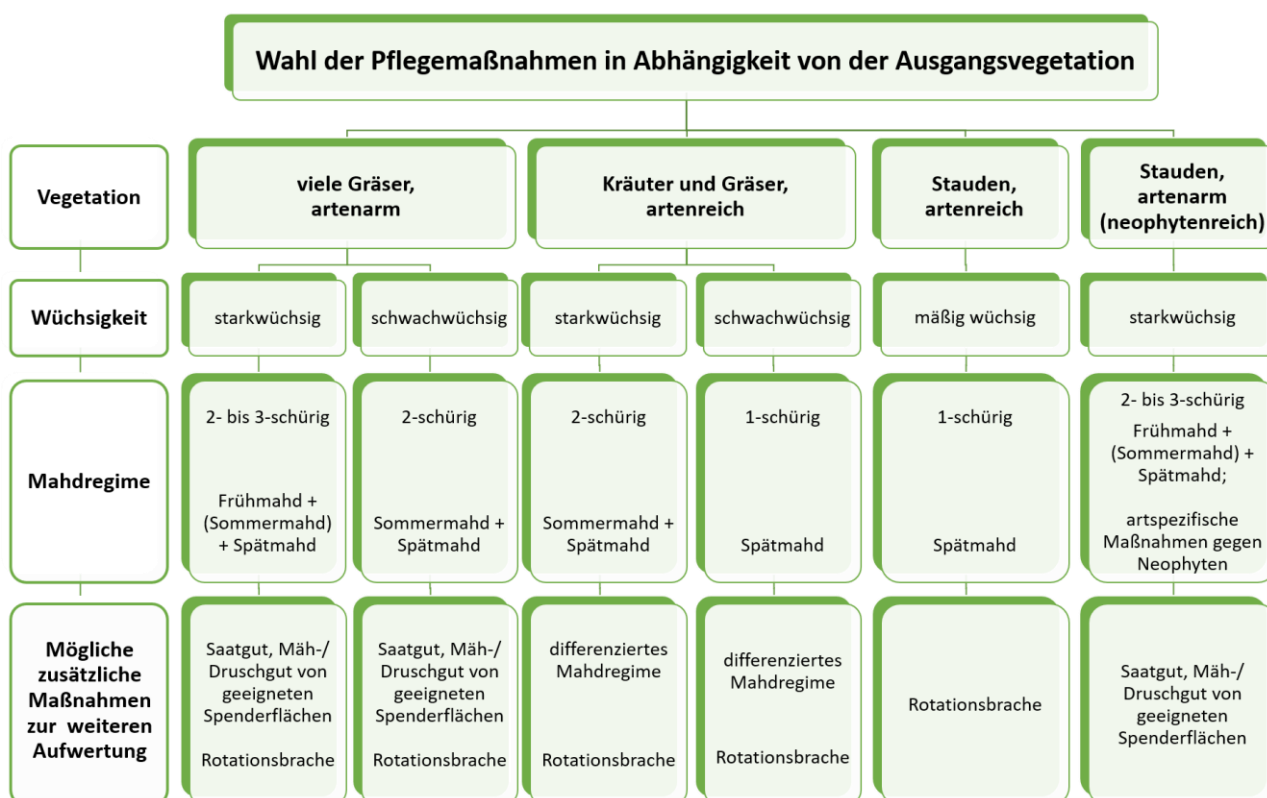 Wahl der Pflegemaßnahmen in Abhängigkeit von der Ausgangsvegetation
Vegetation
viele Gräser,
artenarm
Kräuter und Gräser,
artenreich
Stauden,
artenreich
Stauden,
artenarm
(neophytenreich)
Wüchsigkeit
starkwüchsig
schwachwüchsig
starkwüchsig
schwachwüchsig
mäßig wüchsig
starkwüchsig
Mahdregime
2- bis 3-schürig
Frühmahd +
(Sommermahd)
+ Spätmahd
2-schürig
Sommermahd +
Spätmahd
2-schürig
Sommermahd +
Spätmahd
1-schürig
Spätmahd
1-schürig
Spätmahd
2- bis 3-schürig
Frühmahd +
(Sommermahd) +
Spätmahd;
artspezifische
Maßnahmen gegen
Neophyten
Mögliche
zusätzliche
Maßnahmen
zur weiteren
Aufwertung
Saatgut, Mäh-/
Druschgut von
geeigneten
Spenderflächen
Rotationsbrache
Saatgut, Mäh-/
Druschgut von
geeigneten
Spenderflächen
Rotationsbrache
differenziertes
Mahdregime
Rotationsbrache
differenziertes
Mahdregime
Rotationsbrache
Rotationsbrache
Saatgut, Mäh-/
Druschgut von
geeigneten
Spenderflächen